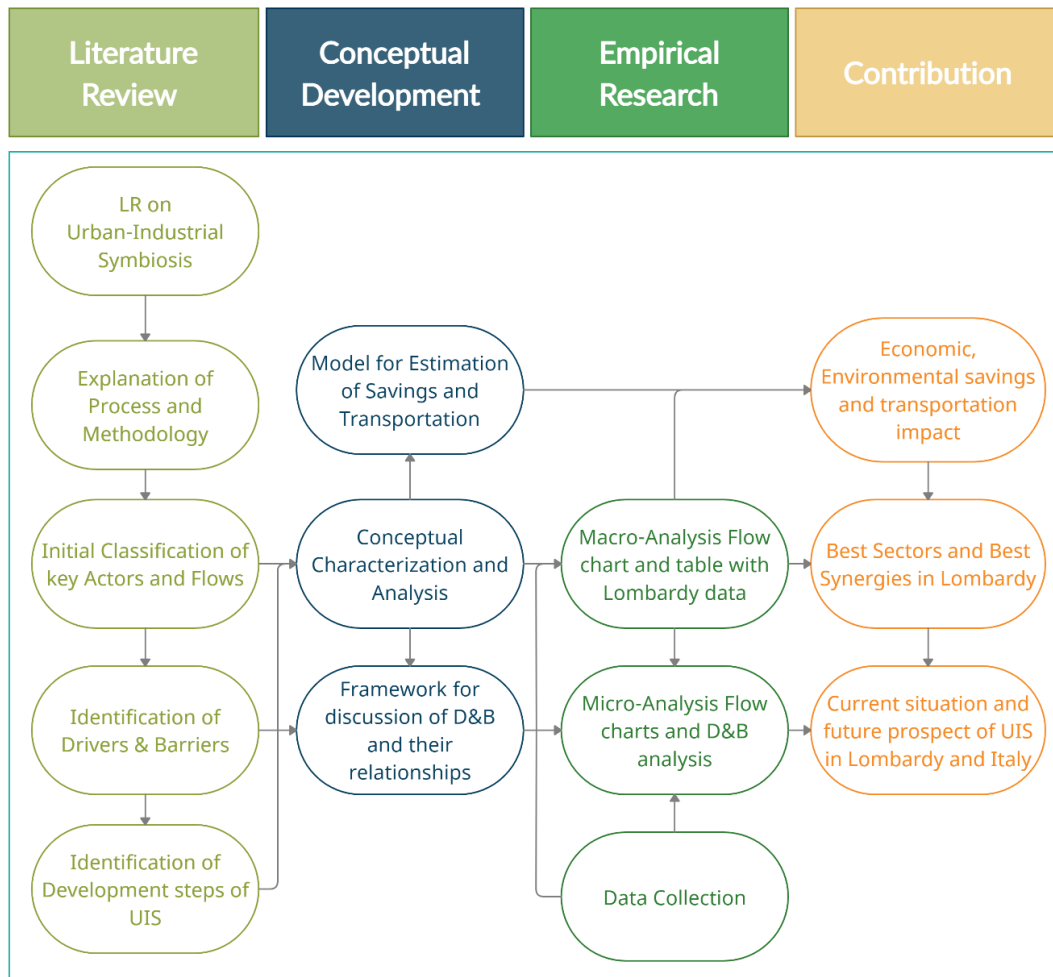 Literature
Review
Conceptual
Development
Empirical
Research
Contribution
LR on
Urban-Industrial
Symbiosis
Explanation of
Process and
Methodology
Initial Classification of
key Actors and Flows
Identification of
Drivers & Barriers
Identification of
Development steps of
UIS
Model for Estimation
of Savings and
Transportation
Conceptual
Characterization and
Analysis
Framework for
discussion of D&B
and their
relationships
Macro-Analysis Flow
chart and table with
Lombardy data
Micro-Analysis Flow
charts and D&B
analysis
Data Collection
Economic,
Environmental savings
and transportation
impact
Best Sectors and Best
Synergies in Lombardy
Current situation and
future prospect of UIS
in Lombardy and Italy